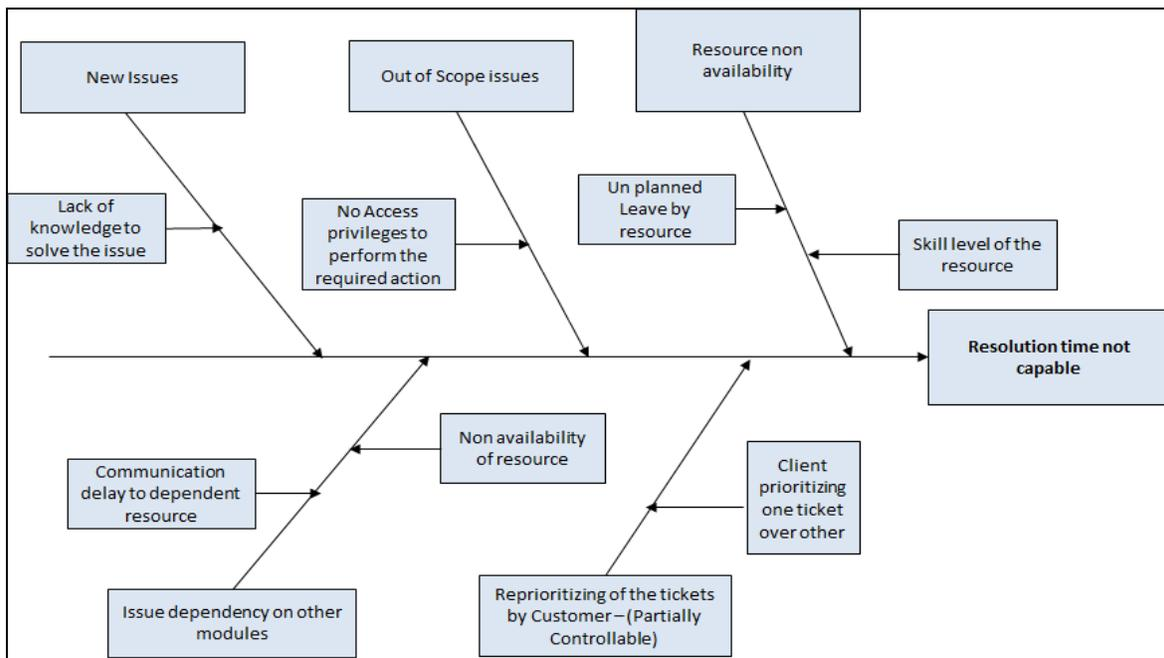 New Issues
Out of Scope issues
Resource non
availability
Lack of
knowledge to
solve the issue
No Access
privileges to
perform the
required action
Un planned
Leave by
resource
Skill level of the
resource
Resolution time not
capable
Non availability
of resource
Communication
delay to dependent
resource
Client
prioritizing
one ticket
over other
Issue dependency on other
modules
Reprioritizing of the tickets
by Customer – (Partially
Controllable)